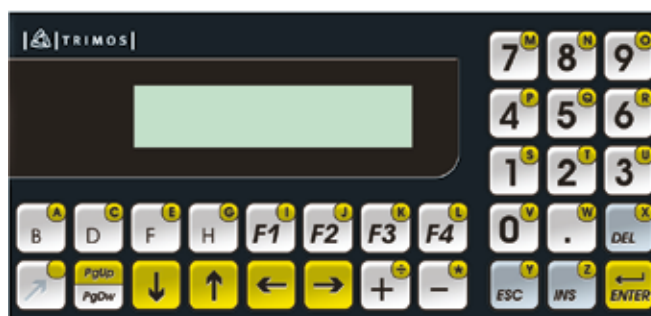 TRIMOS
7 M 8 N 9 O
4 P 5 Q 6 R
1 S 2 T 3 U
B A D C F E H G F1 I F2 J F3 K F4 L 0 V . W DEL X
PgUp
PgDw ↓ ↑ ← → + ÷ - * ESC Y INS Z ENTER